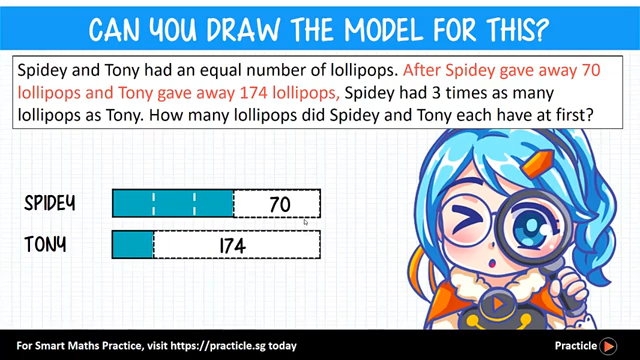 CAN YOU DRAW THE MODEL FOR THIS?
Spidey and Tony had an equal number of lollipops. After Spidey gave away 70
lollipops and Tony gave away 174 lollipops, Spidey had 3 times as many
lollipops as Tony. How many lollipops did Spidey and Tony each have at first?
SPIDEY
70
TONY
174
For Smart Maths Practice, visit https://practicle.sg today
Practicle